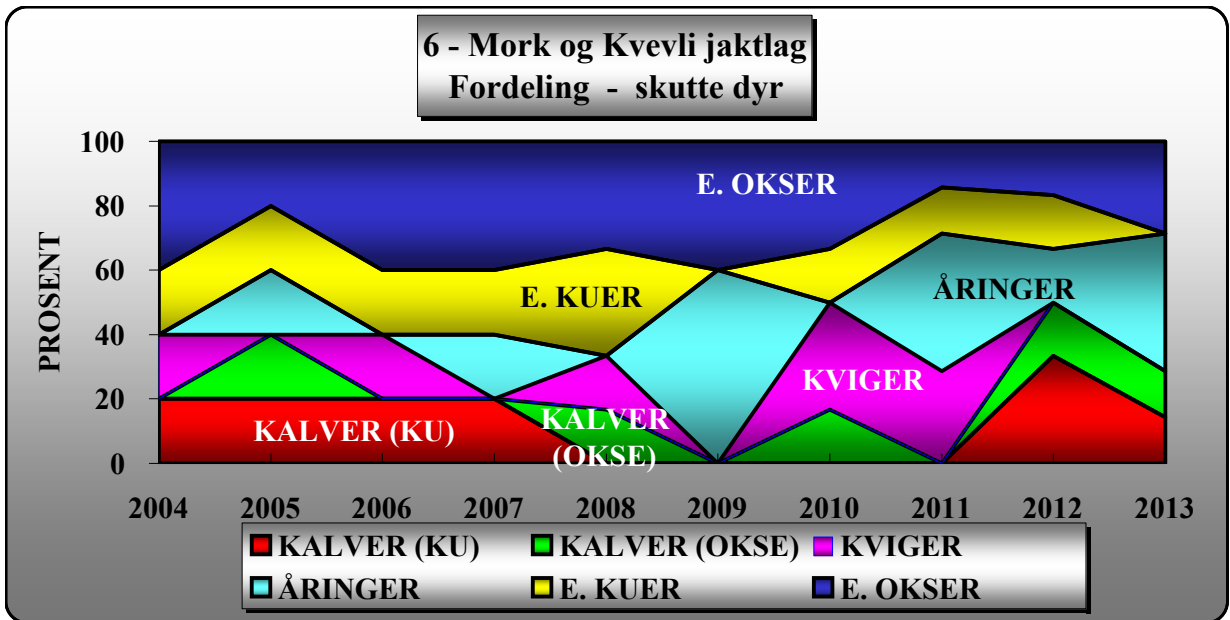 6 - Mork og Kvevli jaktlag
Fordeling - skutte dyr
PROSENT
100
80
60
40
20
0
E. OKSER
E. KUER
ÅRINGER
KVIGER
KALVER (KU)
KALVER
(OKSE)
2004 2005 2006 2007 2008 2009 2010 2011 2012 2013
KALVER (KU) KALVER (OKSE) KVIGER
ÅRINGER E. KUER E. OKSER